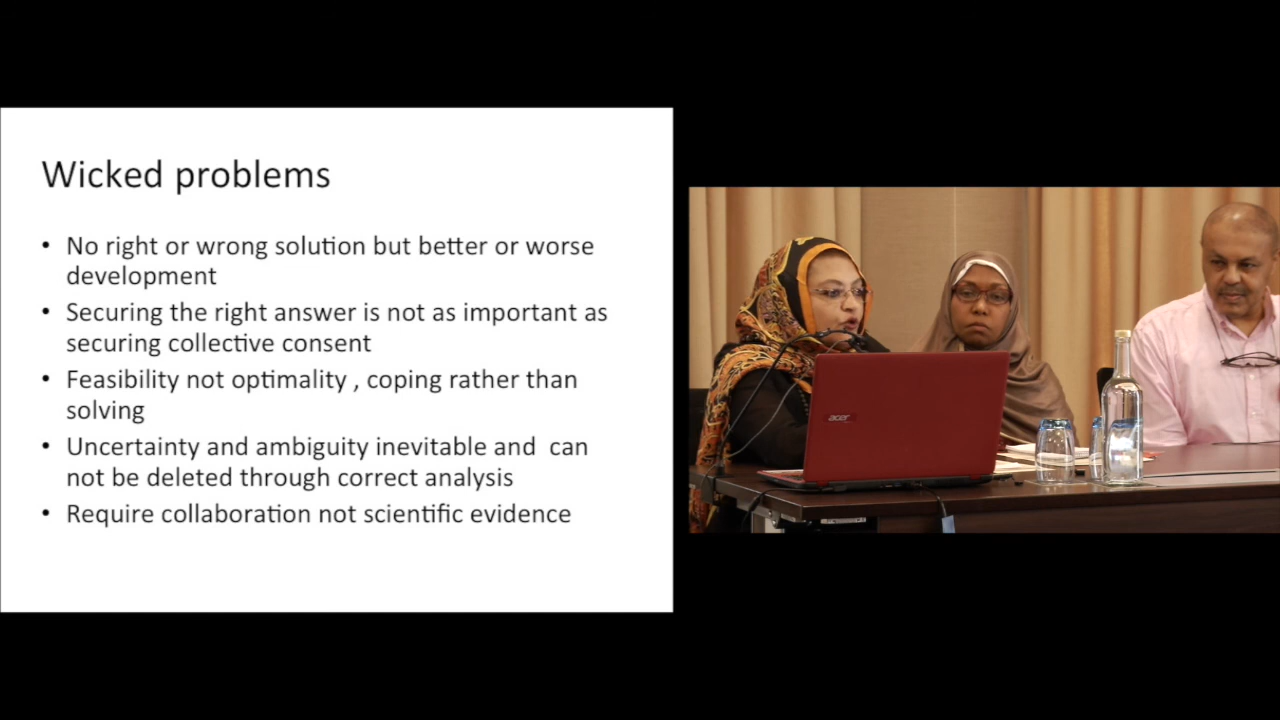 Wicked problems
• No right or wrong solution but better or worse
development
• Securing the right answer is not as important as
securing collective consent
• Feasibility not optimality , coping rather than
solving
• Uncertainty and ambiguity inevitable and  can
not be deleted through correct analysis
• Require collaboration not scientific evidence
acer